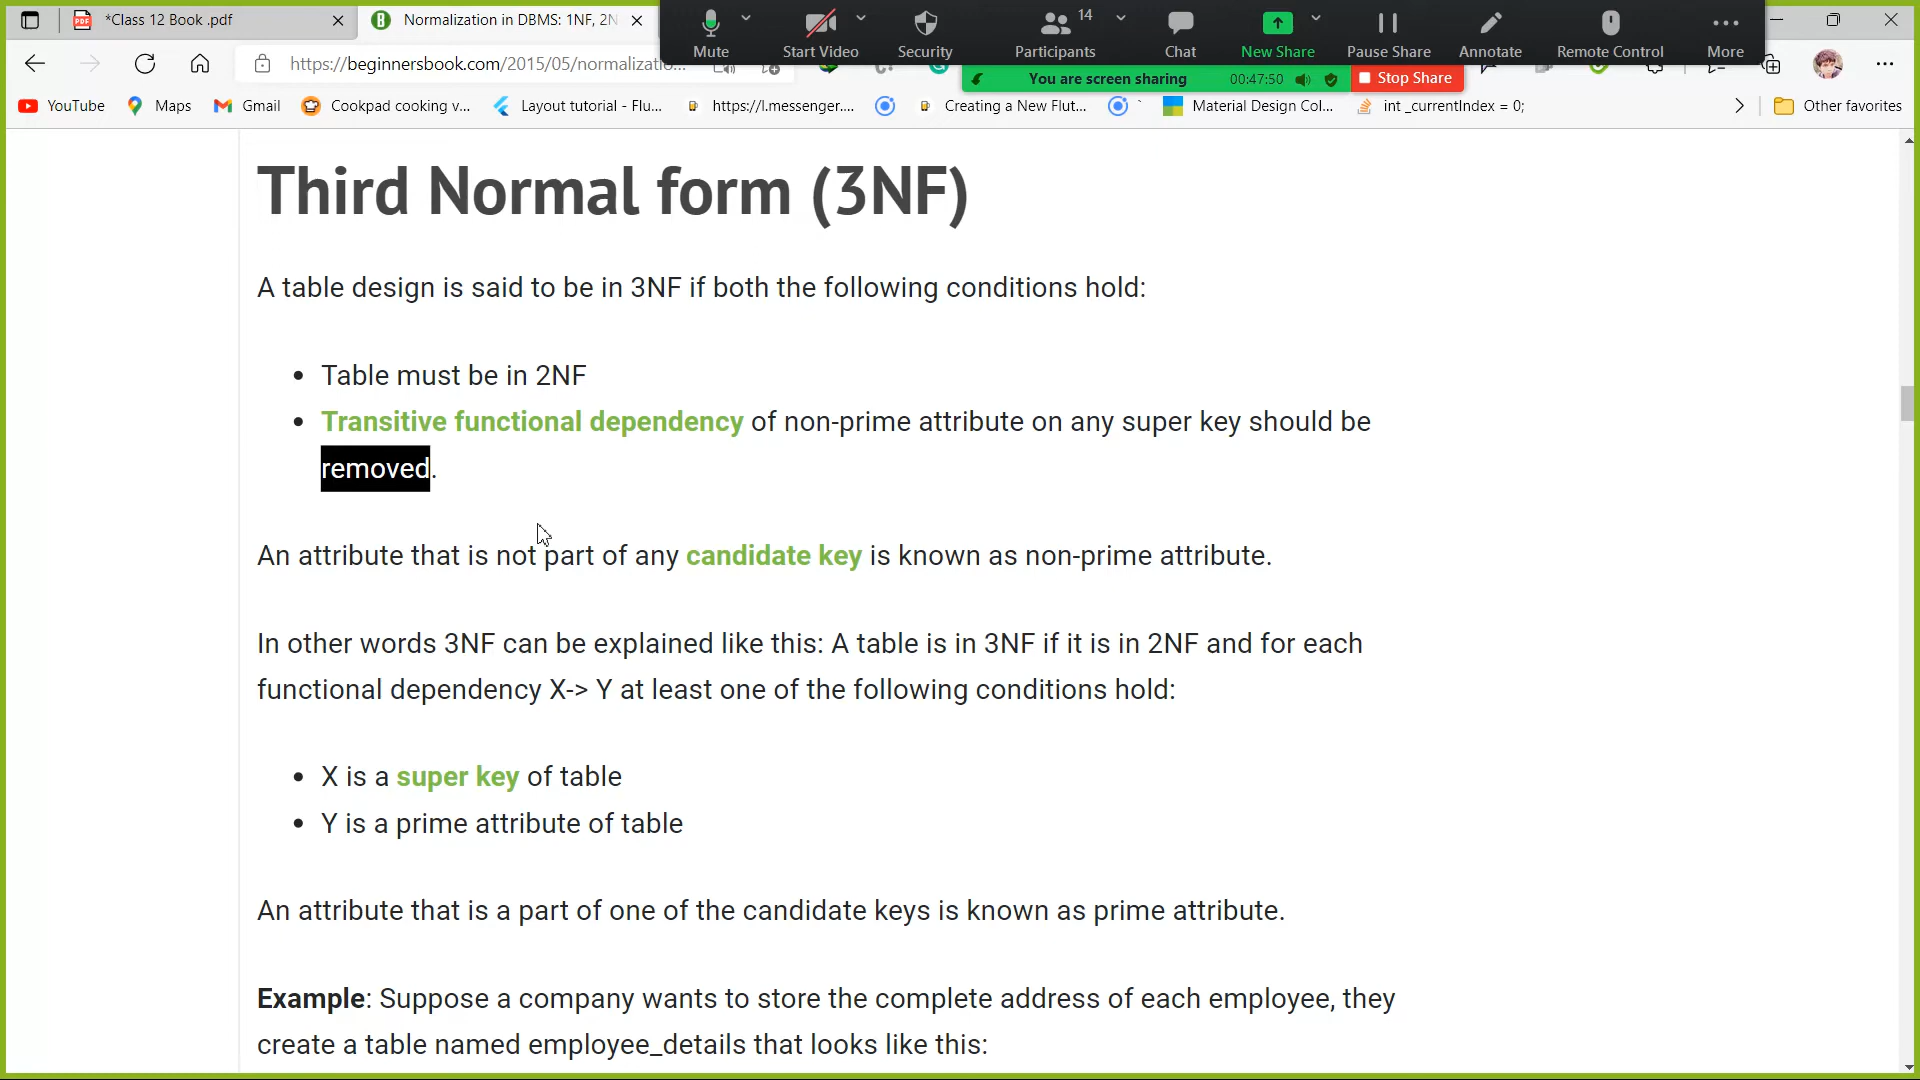 *Class 12 Book .pdf
Normalization in DBMS: 1NF, 2N
14
Mute
Start Video
Security
Participants
Chat
New Share
Pause Share
Annotate
Remote Control
More
https://beginnersbook.com/2015/05/normalizatio...
You are screen sharing
00:47:50
Stop Share
YouTube
Maps
Gmail
Cookpad cooking v...
Layout tutorial - Flu...
https://l.messenger....
Creating a New Flut...
Material Design Col...
int _currentIndex = 0;
Other favorites
Third Normal form (3NF)
A table design is said to be in 3NF if both the following conditions hold:
• Table must be in 2NF
• Transitive functional dependency of non-prime attribute on any super key should be
removed.
An attribute that is not part of any candidate key is known as non-prime attribute.
In other words 3NF can be explained like this: A table is in 3NF if it is in 2NF and for each
functional dependency X-> Y at least one of the following conditions hold:
• X is a super key of table
• Y is a prime attribute of table
An attribute that is a part of one of the candidate keys is known as prime attribute.
Example: Suppose a company wants to store the complete address of each employee, they
create a table named employee_details that looks like this: